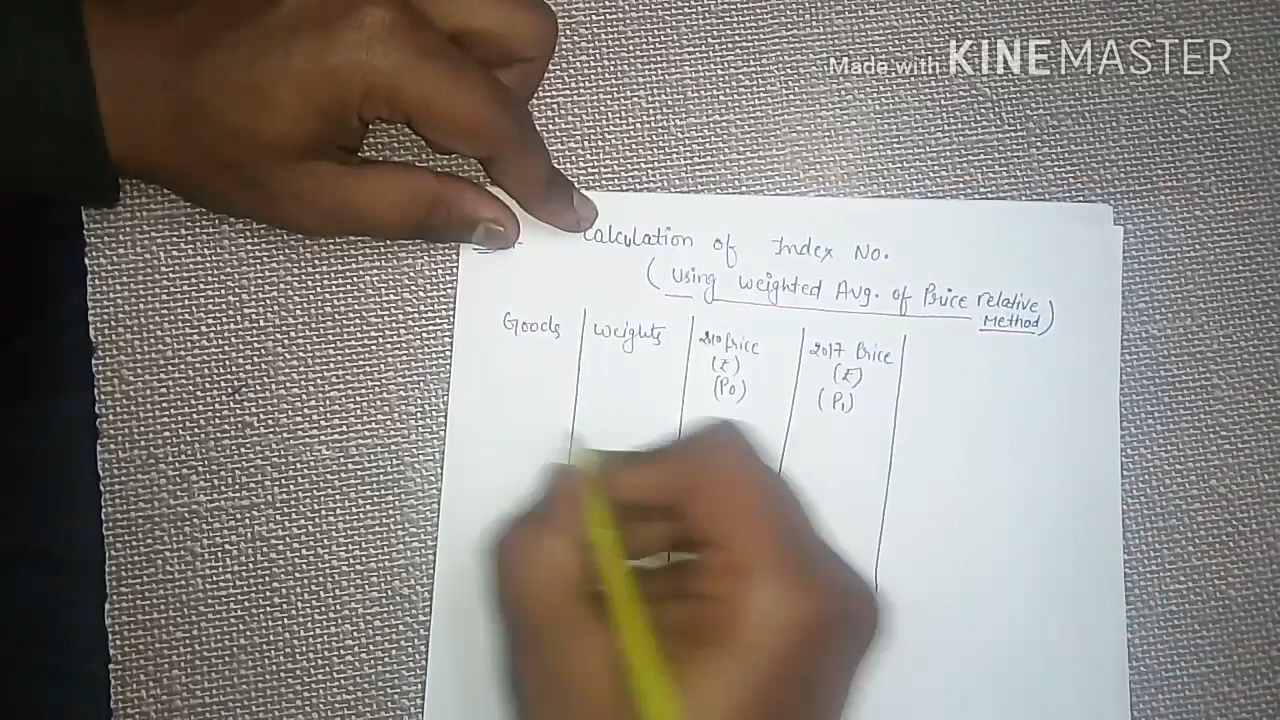 Made with KINEMASTER
Calculation of Index No.
(Using Weighted Avg. of Price relative
Method)
Goods
Weights
2010 Price
(₹)
(P0)
2017 Price
(₹)
(P1)